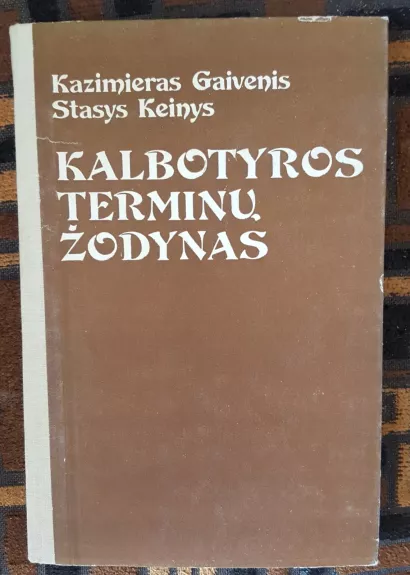 Kazimieras Gaivenis
Stasys Keinys
KALBOTYROS
TERMINŲ
ŽODYNAS